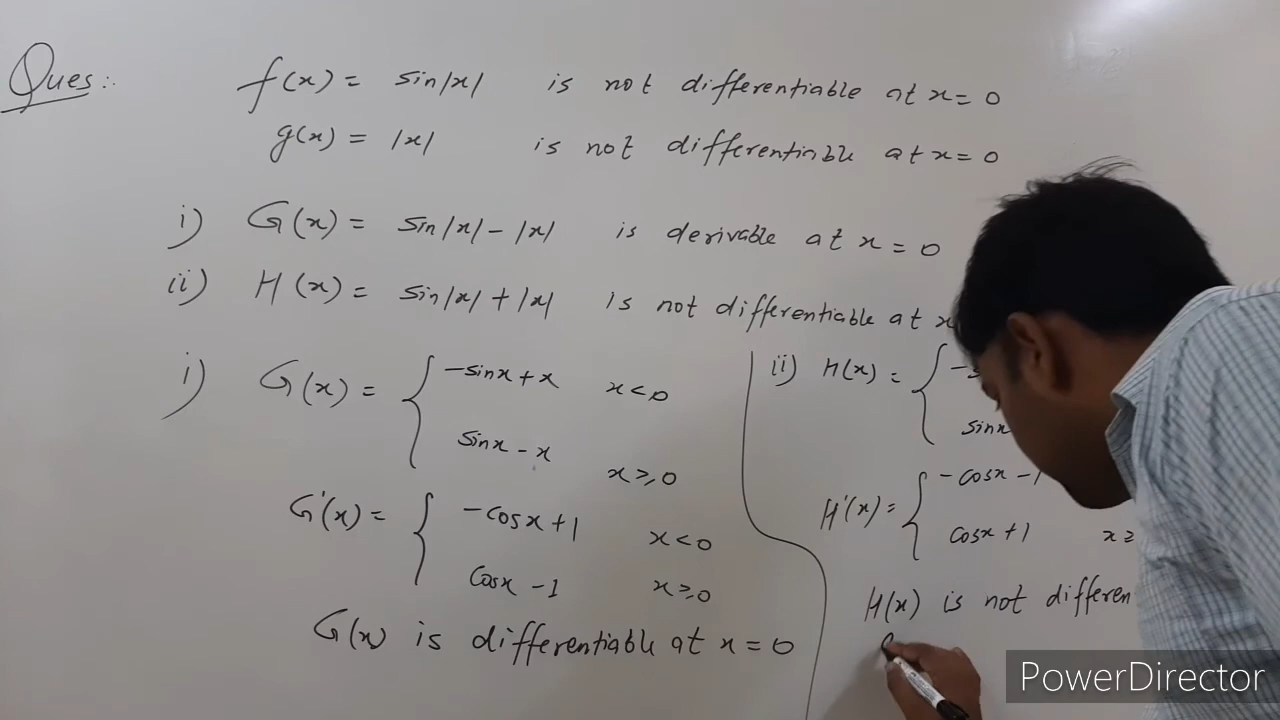 Ques:.
f(x) = sin|x| is not differentiable at x = 0
g(x) = |x| is not differentiable at x = 0
i) G(x) = sin|x| - |x| is derivable at x = 0
ii) H(x) = sin|x| + |x| is not differentiable at x
i) G(x) = { -sinx + x x < 0
sinx - x x ≥ 0
G'(x) = { -cosx + 1 x < 0
cosx - 1 x ≥ 0
G(x) is differentiable at x = 0
ii) H(x) = { -s
sinx
H'(x) = { -cosx - 1
cosx + 1 x ≥
H(x) is not differen
PowerDirector